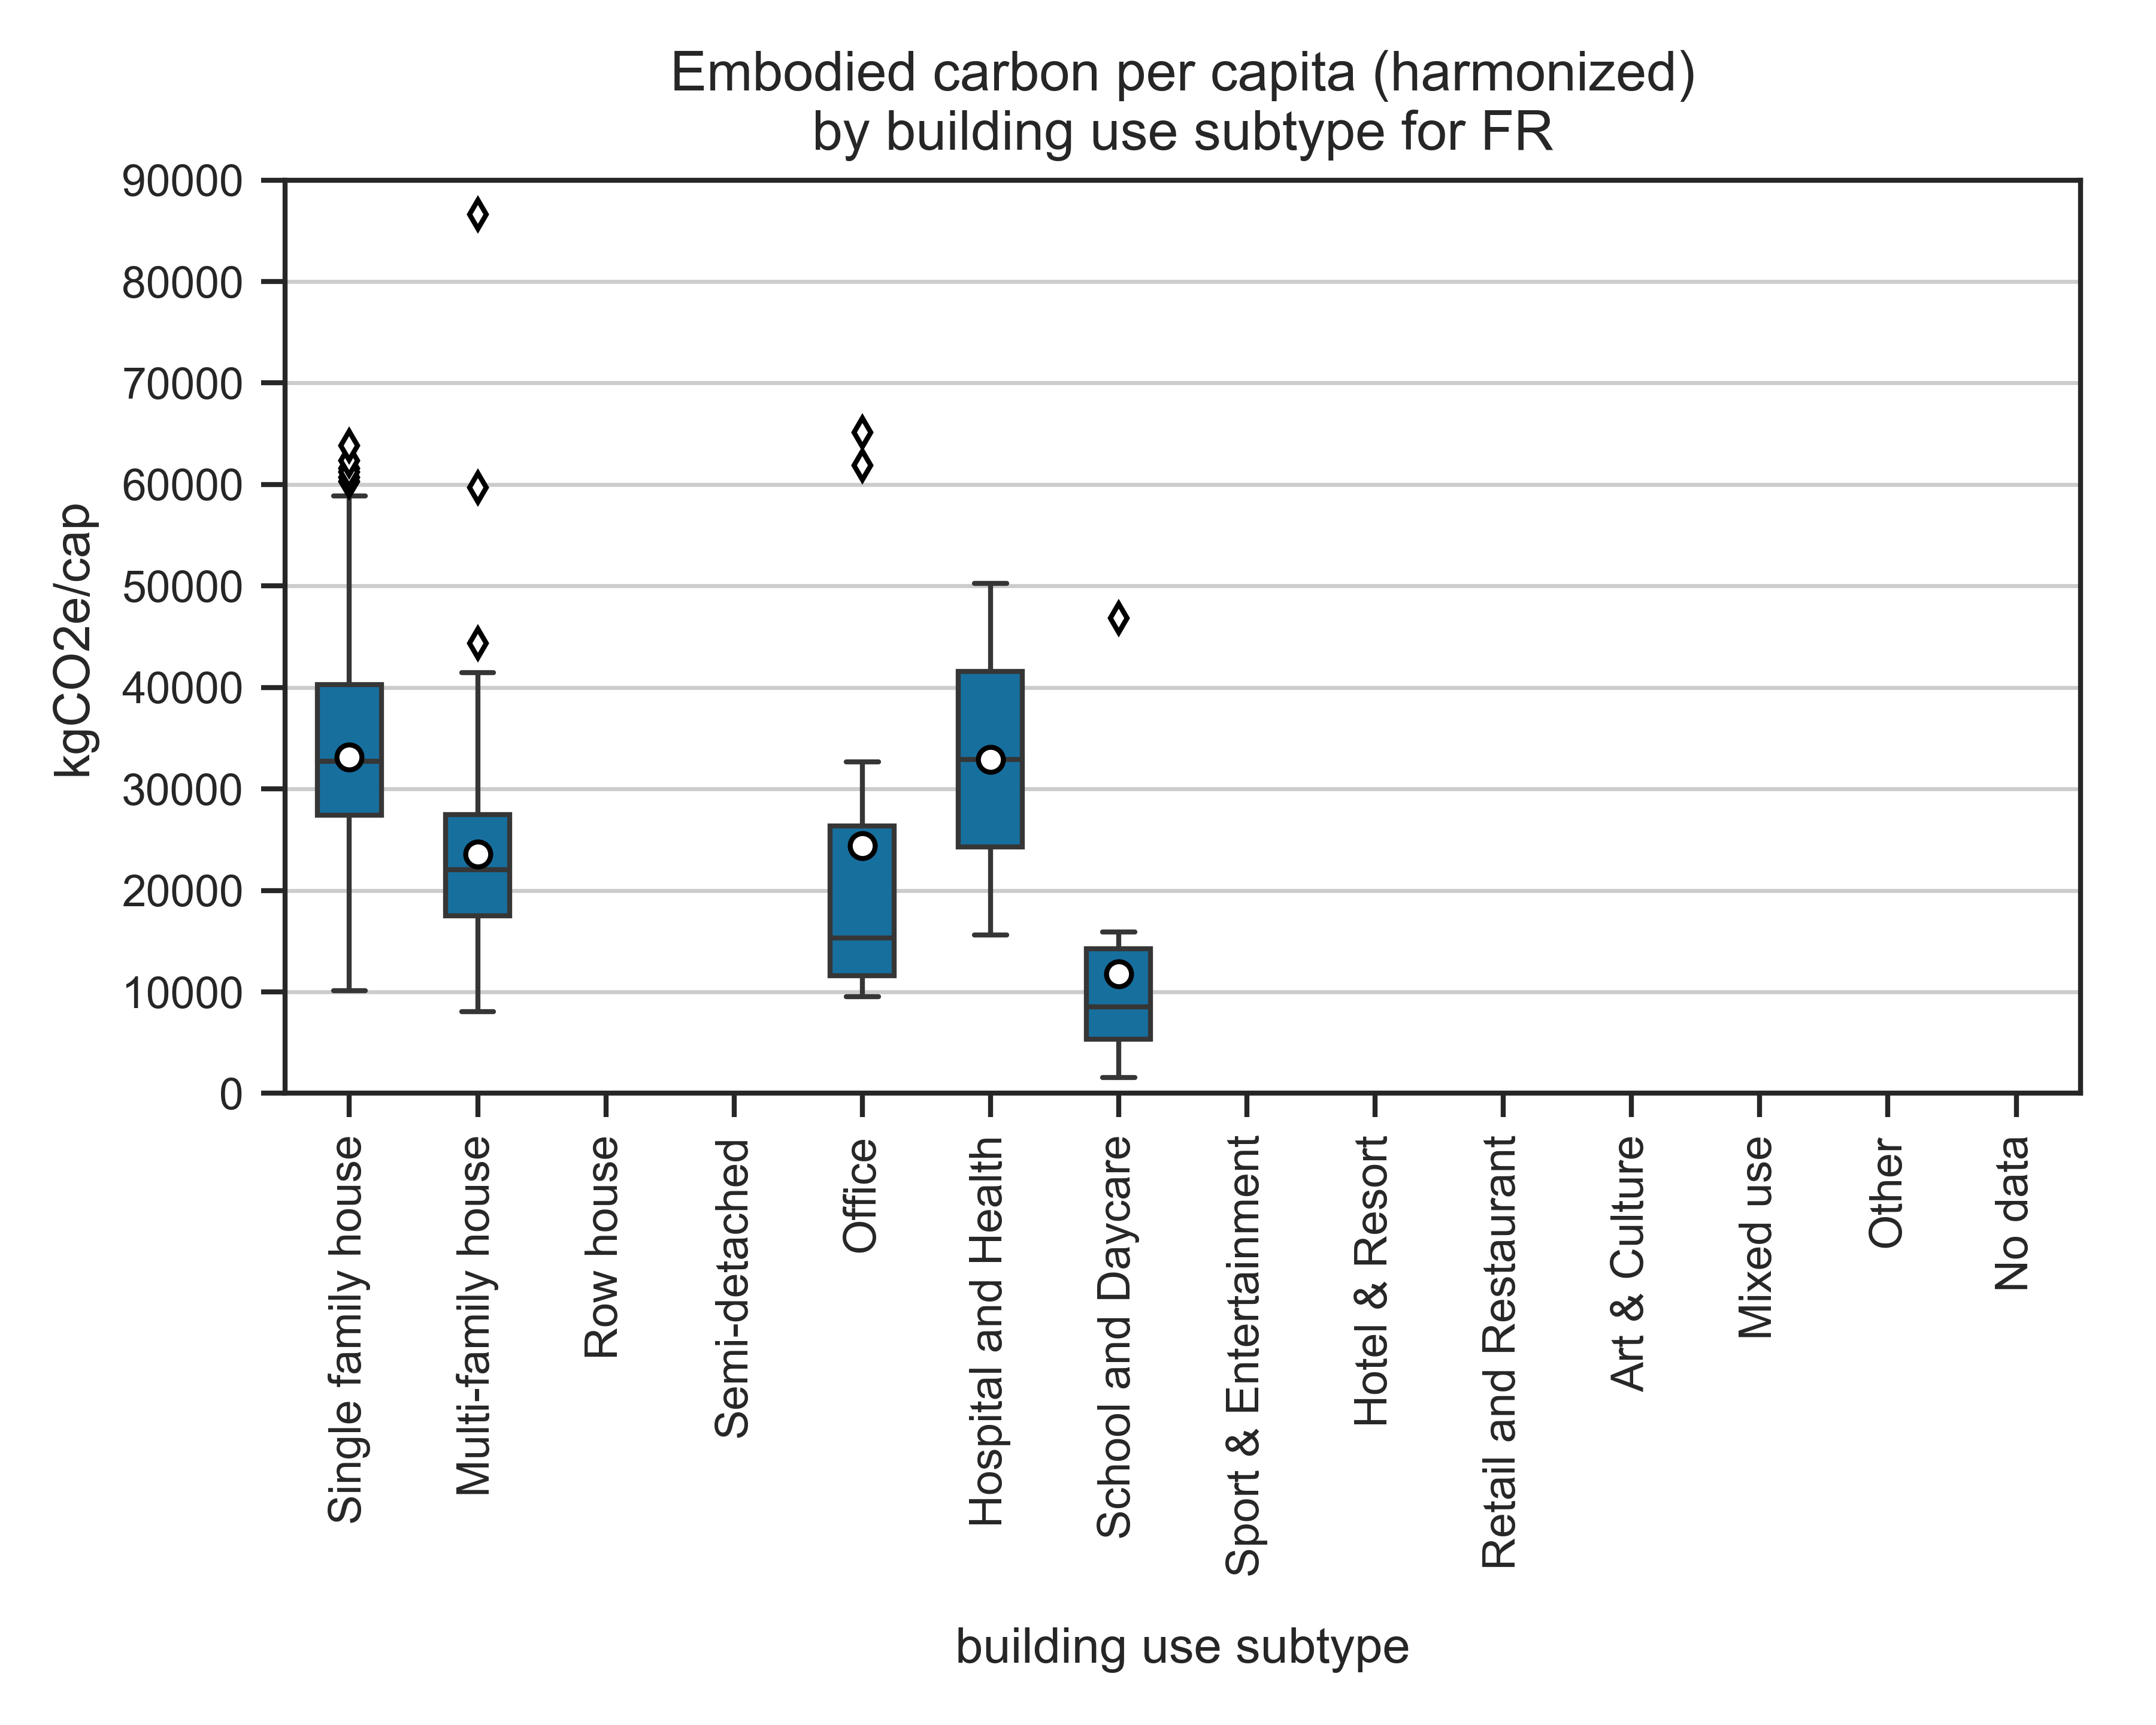 Embodied carbon per capita (harmonized)
by building use subtype for FR
kgCO2e/cap
90000
80000
70000
60000
50000
40000
30000
20000
10000
0
Single family house
Multi-family house
Row house
Semi-detached
Office
Hospital and Health
School and Daycare
Sport & Entertainment
Hotel & Resort
Retail and Restaurant
Art & Culture
Mixed use
Other
No data
building use subtype